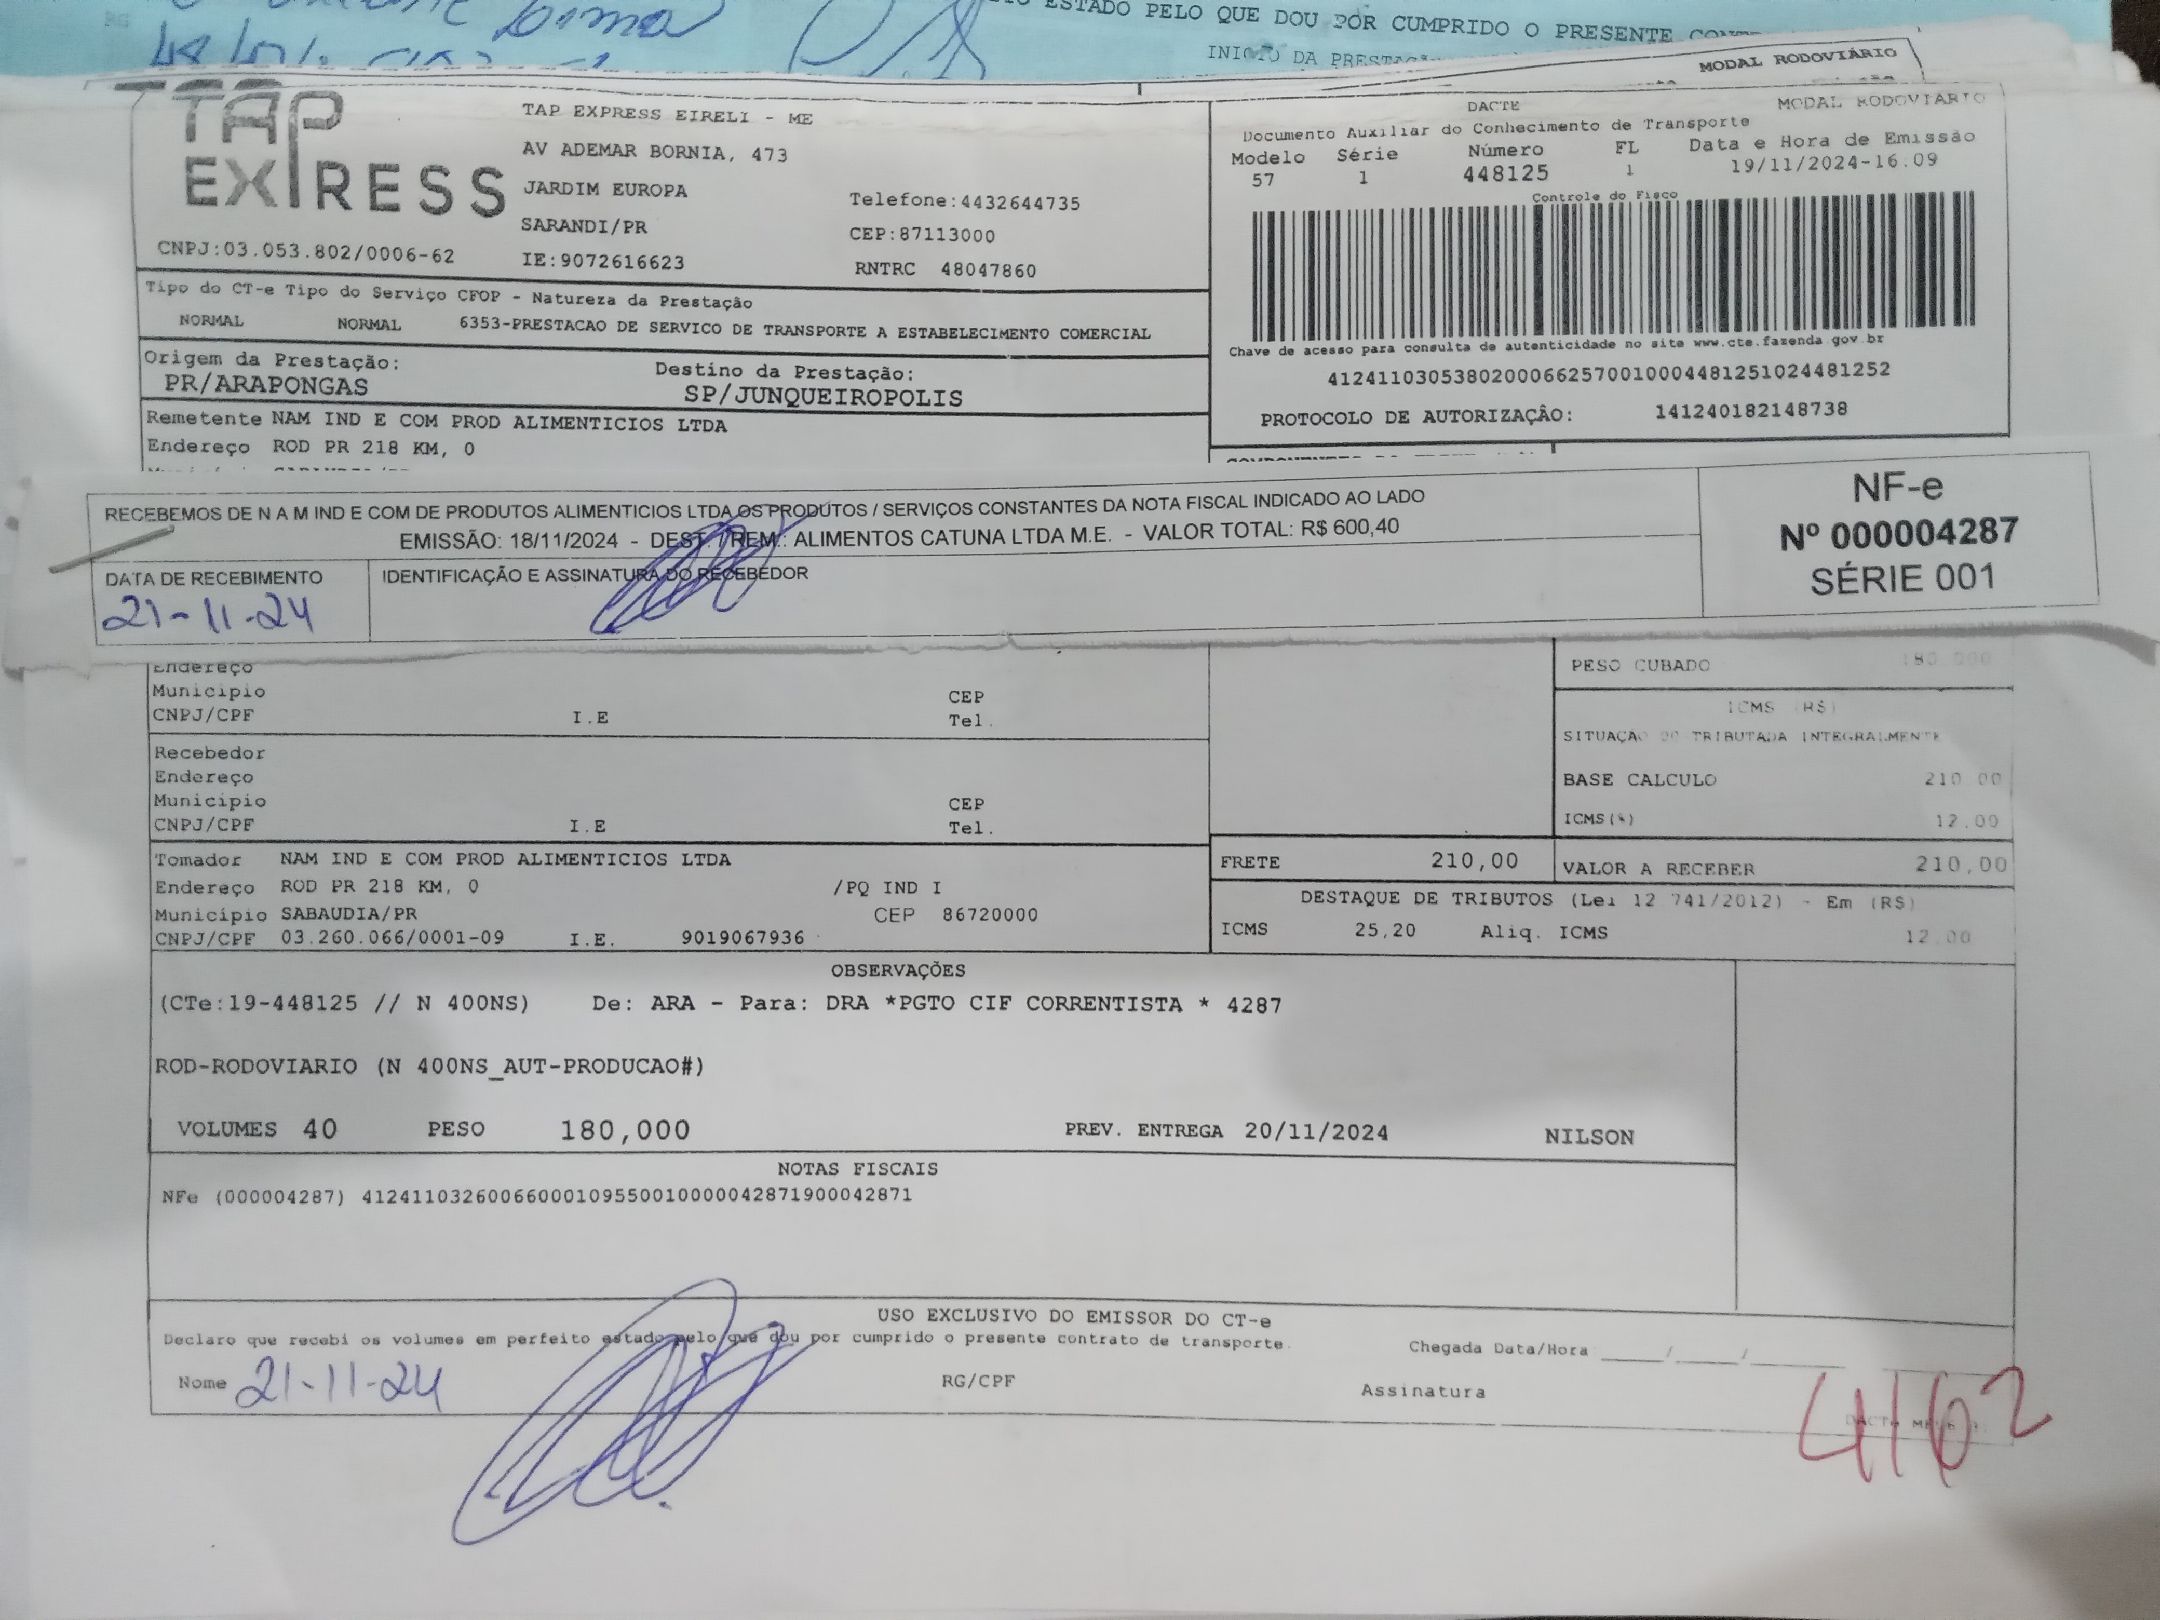 RG
ESTADO PELO QUE DOU POR CUMPRIDO O PRESENTE
INICIO DA
MODAL RODOVIÁRIO
TAP
EXPRESS
CNPJ:03.053.802/0006-62
TAP EXPRESS EIRELI - ME
AV ADEMAR BORNIA, 473
JARDIM EUROPA
SARANDI/PR
IE:9072616623
Telefone:4432644735
CEP:87113000
RNTRC 48047860
DACTE MODAL RODOVIARIO
Documento Auxiliar do Conhecimento de Transporte
Modelo Série Número FL Data e Hora de Emissão
57 1 448125 1 19/11/2024-16.09
Controle do Fisco
Chave de acesso para consulta de autenticidade no site www.cte.fazenda gov.br
41241103053802000662570010004481251024481252
PROTOCOLO DE AUTORIZAÇÃO: 141240182148738
Tipo do CT-e Tipo do Serviço CFOP - Natureza da Prestação
NORMAL NORMAL 6353-PRESTACAO DE SERVICO DE TRANSPORTE A ESTABELECIMENTO COMERCIAL
Origem da Prestação: Destino da Prestação:
PR/ARAPONGAS SP/JUNQUEIROPOLIS
Remetente NAM IND E COM PROD ALIMENTICIOS LTDA
Endereço ROD PR 218 KM, 0
RECEBEMOS DE N A M IND E COM DE PRODUTOS ALIMENTICIOS LTDA OS PRODUTOS / SERVIÇOS CONSTANTES DA NOTA FISCAL INDICADO AO LADO
EMISSÃO: 18/11/2024 - DEST. / REM.: ALIMENTOS CATUNA LTDA M.E. - VALOR TOTAL: R$ 600,40
DATA DE RECEBIMENTO IDENTIFICAÇÃO E ASSINATURA DO RECEBEDOR
21-11-24
NF-e
Nº 000004287
SÉRIE 001
Endereço
Município CEP
CNPJ/CPF I.E Tel.
Recebedor
Endereço
Município CEP
CNPJ/CPF I.E Tel.
PESO CUBADO 180.000
ICMS (R$)
SITUAÇÃO TRIBUTADA INTEGRALMENTE
BASE CALCULO 210 00
ICMS(%) 12.00
Tomador NAM IND E COM PROD ALIMENTICIOS LTDA
Endereço ROD PR 218 KM, 0 /PQ IND I
Município SABAUDIA/PR CEP 86720000
CNPJ/CPF 03.260.066/0001-09 I.E. 9019067936
FRETE 210,00 VALOR A RECEBER 210,00
DESTAQUE DE TRIBUTOS (Lei 12 741/2012) - Em (R$)
ICMS 25,20 Aliq. ICMS 12.00
OBSERVAÇÕES
(CTe:19-448125 // N 400NS) De: ARA - Para: DRA *PGTO CIF CORRENTISTA * 4287
ROD-RODOVIARIO (N 400NS_AUT-PRODUCAO#)
VOLUMES 40 PESO 180,000 PREV. ENTREGA 20/11/2024 NILSON
NOTAS FISCAIS
NFe (000004287) 41241103260066000109550010000042871900042871
USO EXCLUSIVO DO EMISSOR DO CT-e
Declaro que recebi os volumes em perfeito estado pelo que dou por cumprido o presente contrato de transporte.
Chegada Data/Hora ____/____/____
Nome 21-11-24 RG/CPF Assinatura
4162